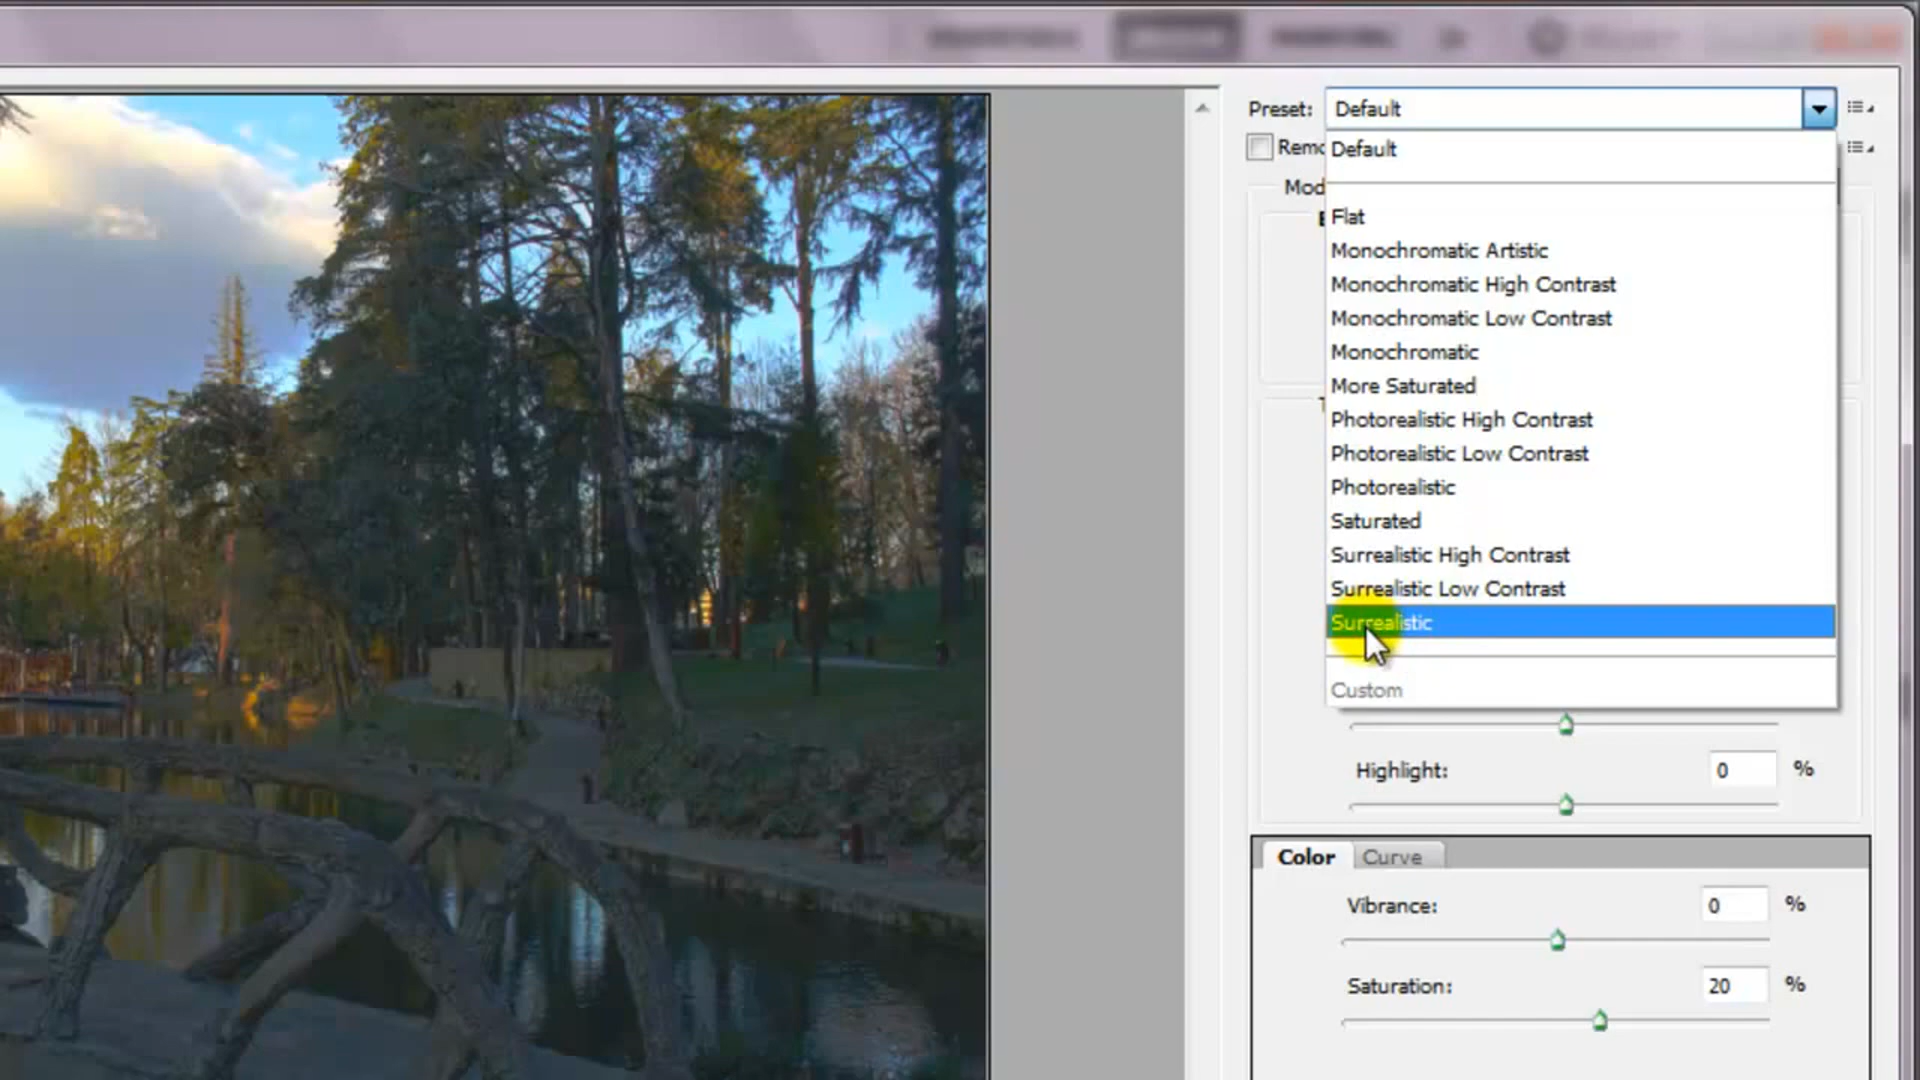 Preset: Default
Default
Remo
Mod
Flat
Monochromatic Artistic
Monochromatic High Contrast
Monochromatic Low Contrast
Monochromatic
More Saturated
Photorealistic High Contrast
Photorealistic Low Contrast
Photorealistic
Saturated
Surrealistic High Contrast
Surrealistic Low Contrast
Surrealistic
Custom
Highlight: 0 %
Color Curve
Vibrance: 0 %
Saturation: 20 %